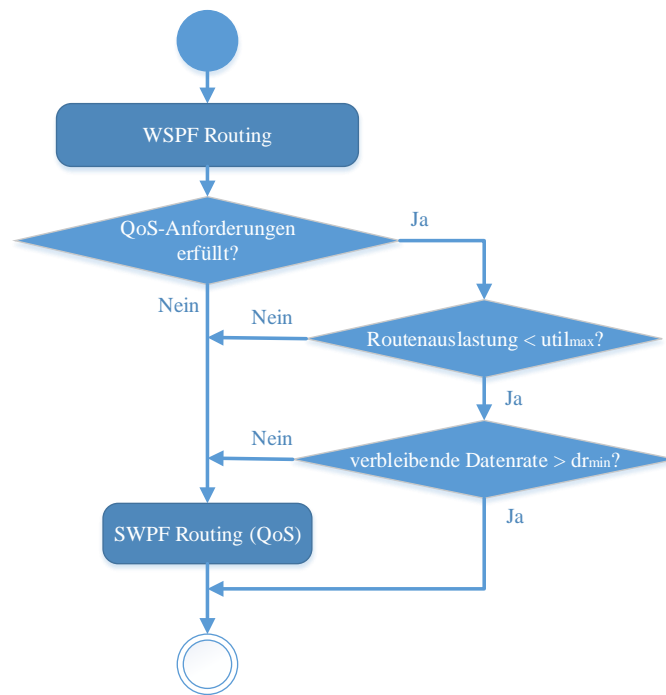 WSPF Routing
QoS-Anforderungen
erfüllt?
Ja
Nein
Nein
Routenauslastung < utilmax?
Ja
Nein
verbleibende Datenrate > drmin?
SWPF Routing (QoS)
Ja